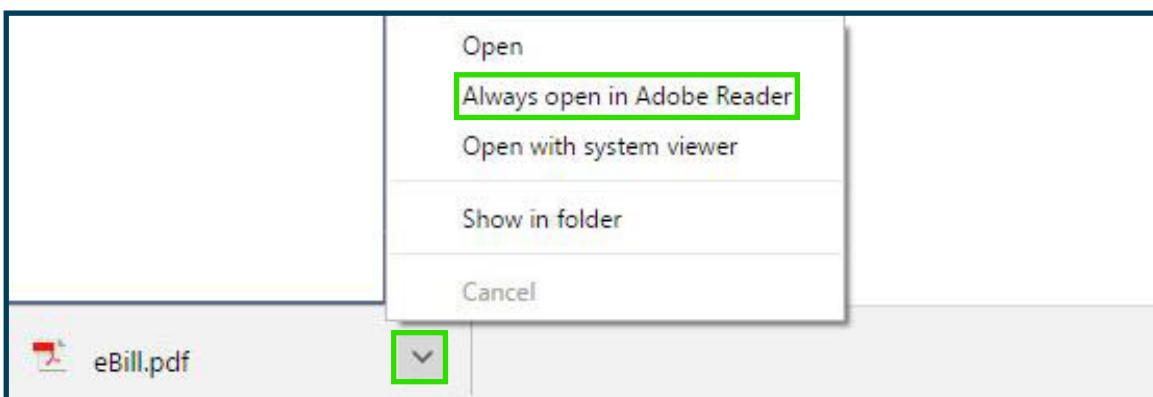 Open
Always open in Adobe Reader
Open with system viewer
Show in folder
Cancel
eBill.pdf